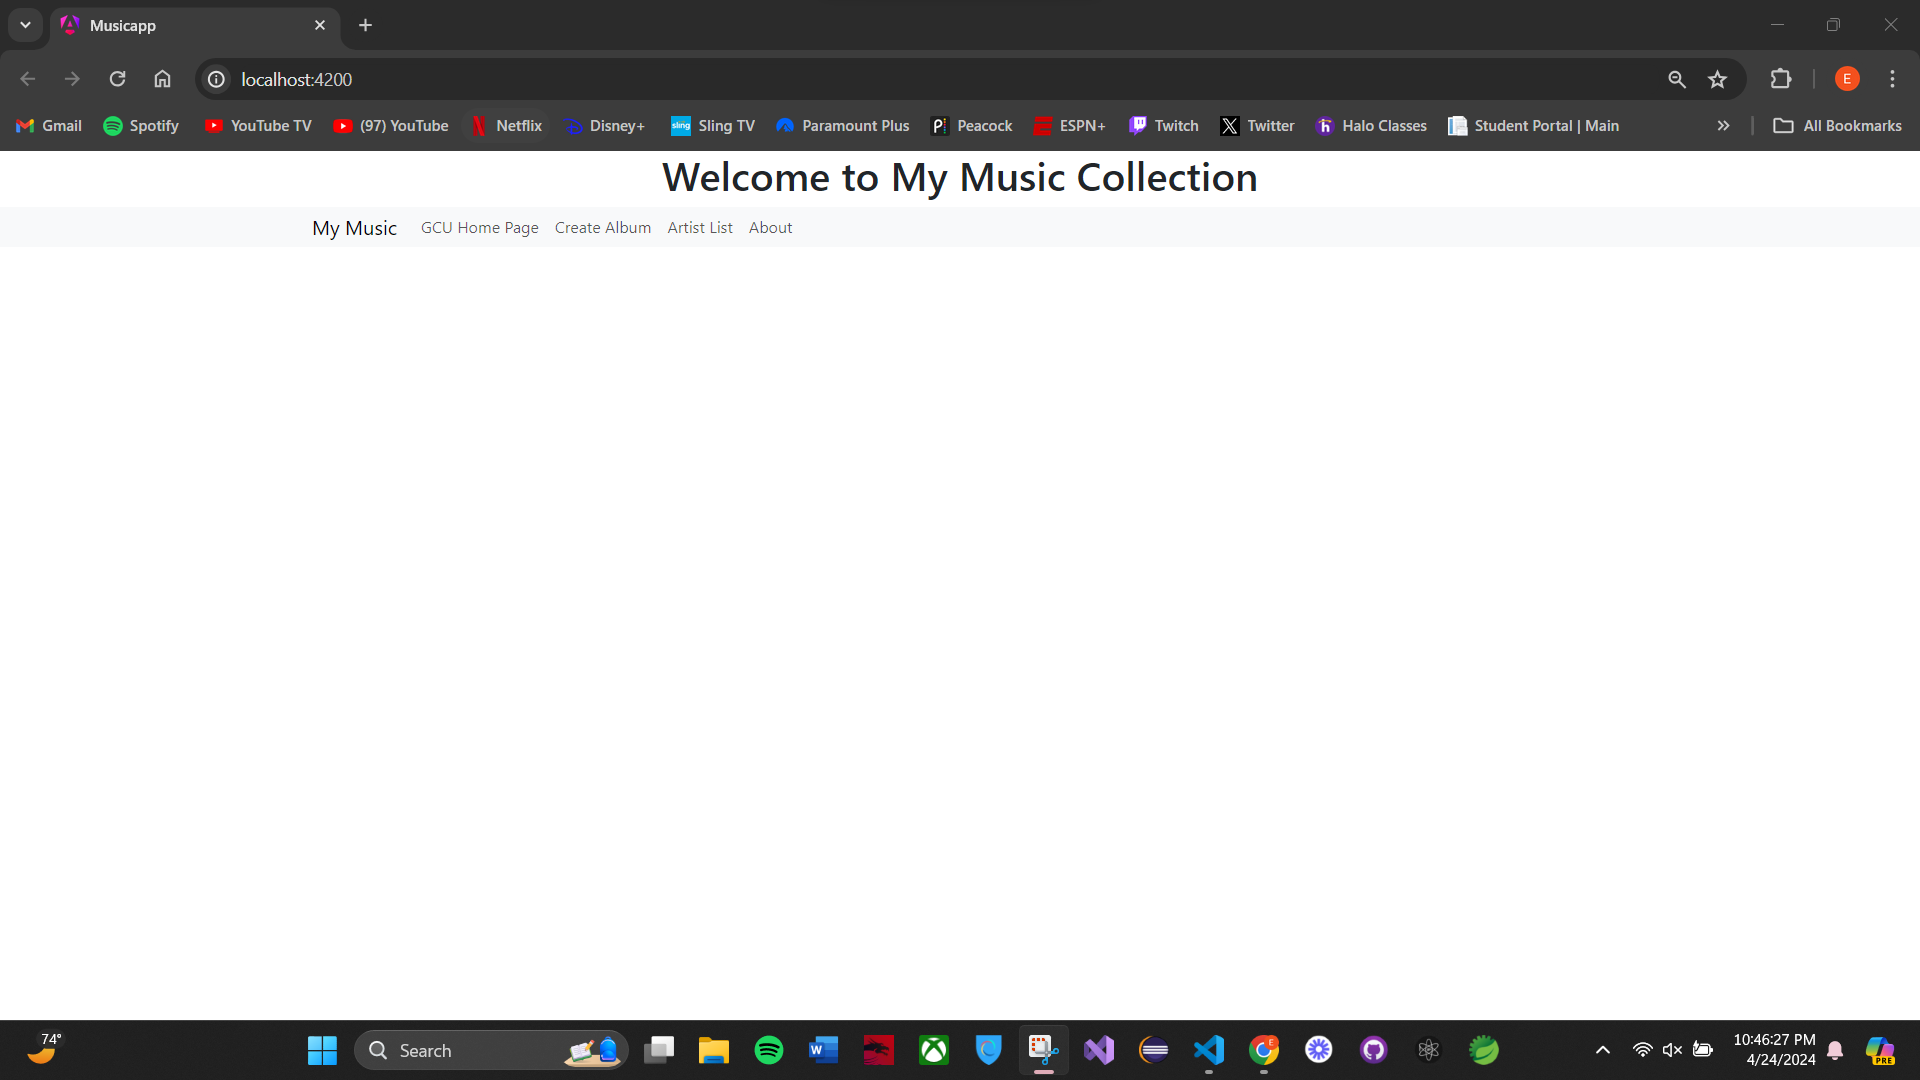 Musicapp
localhost:4200
E
Gmail Spotify YouTube TV (97) YouTube Netflix Disney+ sling Sling TV Paramount Plus Peacock ESPN+ Twitch Twitter h Halo Classes Student Portal | Main All Bookmarks
Welcome to My Music Collection
My Music GCU Home Page Create Album Artist List About
74°
Search
W
E
10:46:27 PM
4/24/2024
PRE